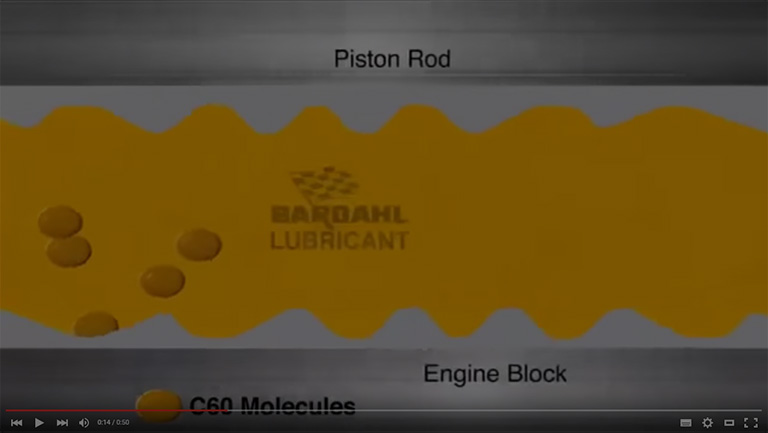 Piston Rod
BARDAHL
LUBRICANT
Engine Block
C60 Molecules
0:14 / 0:50